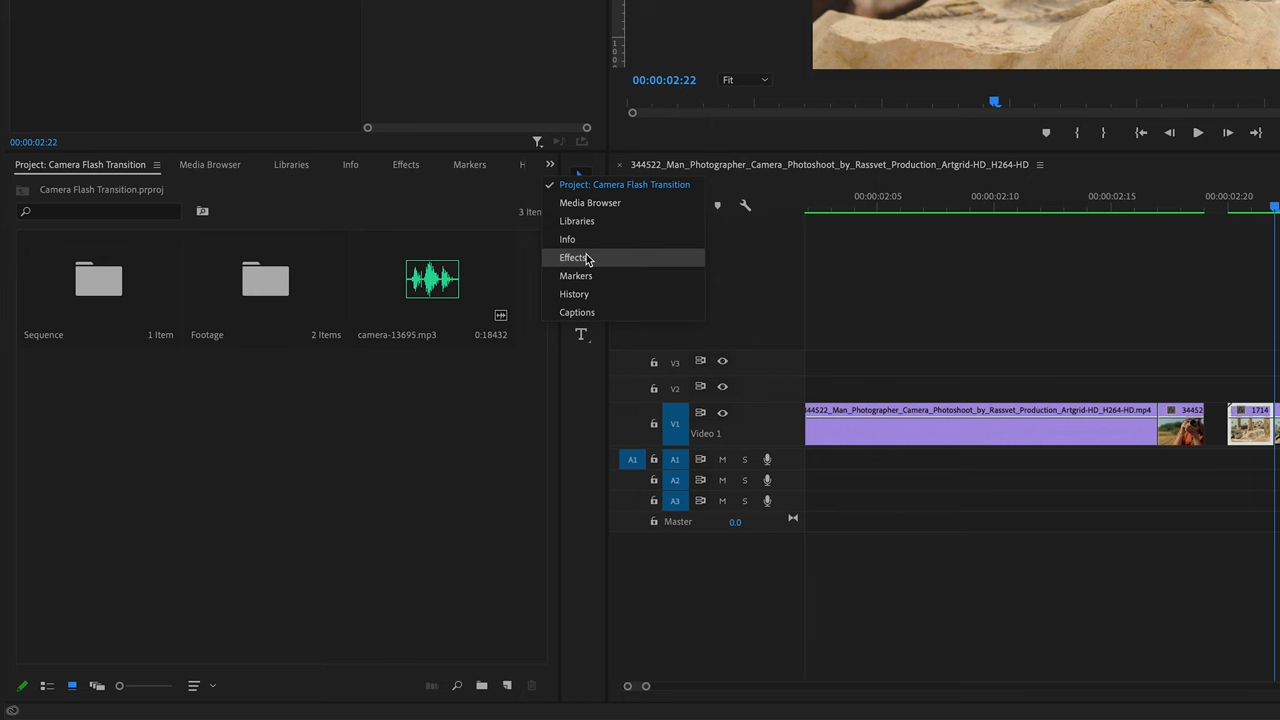 00:00:02:22
Fit
00:00:02:22
Project: Camera Flash Transition
Media Browser
Libraries
Info
Effects
Markers
H
344522_Man_Photographer_Camera_Photoshoot_by_Rassvet_Production_Artgrid-HD_H264-HD
Camera Flash Transition.prproj
3 Item
Project: Camera Flash Transition
Media Browser
Libraries
Info
Effects
Markers
History
Captions
00:00:02:05
00:00:02:10
00:00:02:15
00:00:02:20
Sequence
1 Item
Footage
2 Items
camera-13695.mp3
0:18432
T
V3
V2
V1
Video 1
344522_Man_Photographer_Camera_Photoshoot_by_Rassvet_Production_Artgrid-HD_H264-HD.mp4
fx 34452
fx 1714
A1 A1 M S
A2 M S
A3 M S
Master 0.0